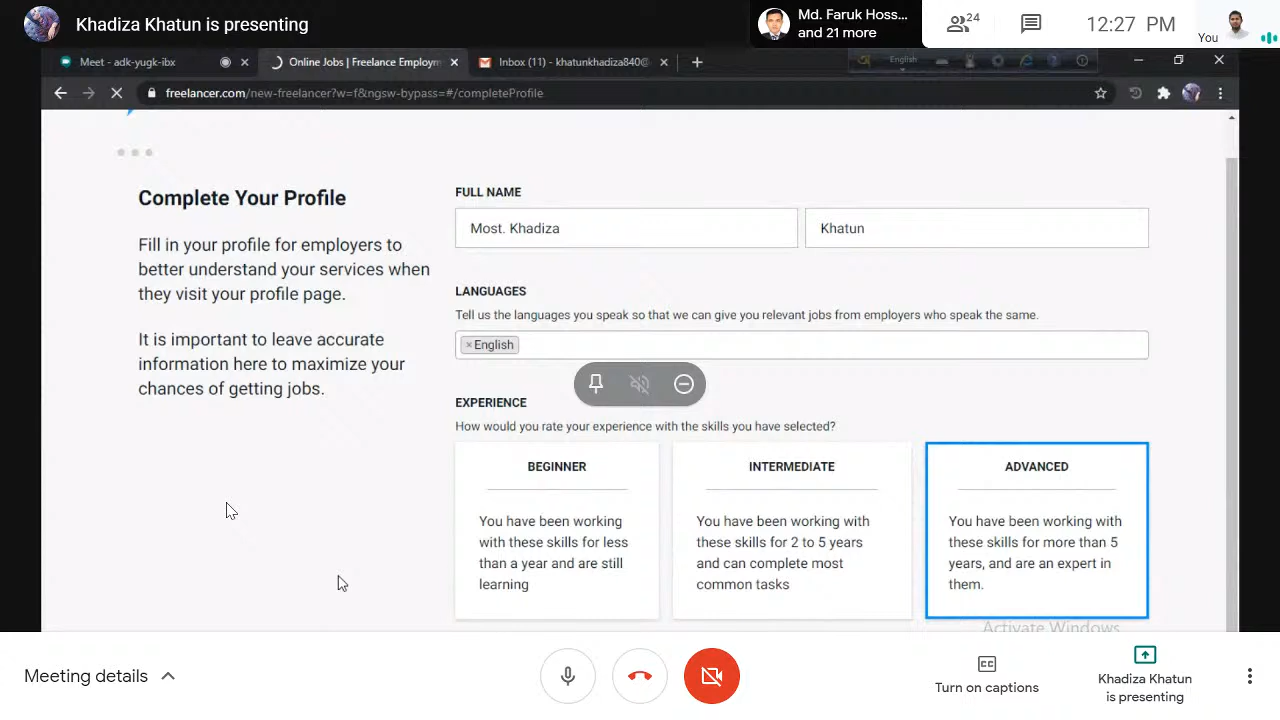 Khadiza Khatun is presenting
Md. Faruk Hoss...
and 21 more
24
12:27 PM
You
Meet - adk-yugk-ibx
Online Jobs | Freelance Employm
Inbox (11) - khatunkhadiza840@
English
freelancer.com/new-freelancer?w=f&ngsw-bypass=#/completeProfile
Complete Your Profile
Fill in your profile for employers to
better understand your services when
they visit your profile page.
It is important to leave accurate
information here to maximize your
chances of getting jobs.
FULL NAME
Most. Khadiza
Khatun
LANGUAGES
Tell us the languages you speak so that we can give you relevant jobs from employers who speak the same.
×English
EXPERIENCE
How would you rate your experience with the skills you have selected?
BEGINNER
You have been working
with these skills for less
than a year and are still
learning
INTERMEDIATE
You have been working with
these skills for 2 to 5 years
and can complete most
common tasks
ADVANCED
You have been working with
these skills for more than 5
years, and are an expert in
them.
Activate Windows
Meeting details
CC
Turn on captions
Khadiza Khatun
is presenting